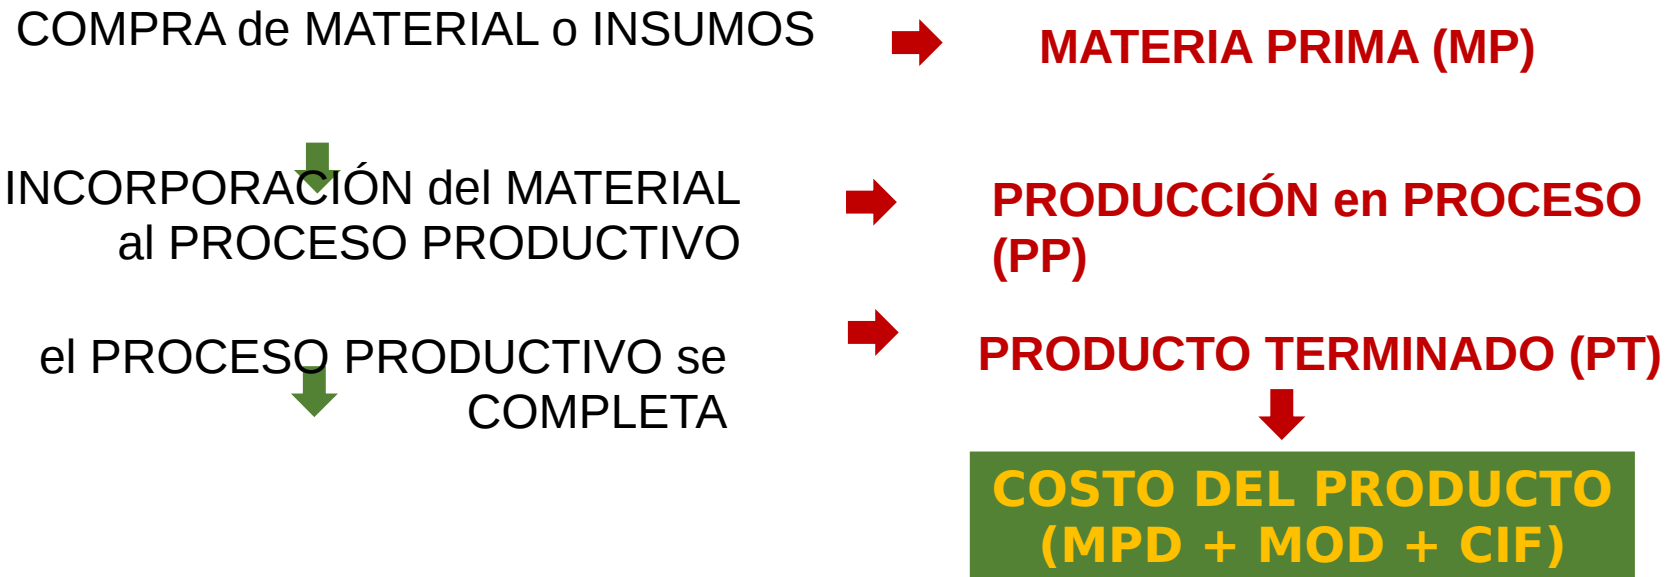 COMPRA de MATERIAL o INSUMOS
MATERIA PRIMA (MP)
INCORPORACIÓN del MATERIAL
al PROCESO PRODUCTIVO
PRODUCCIÓN en PROCESO
(PP)
el PROCESO PRODUCTIVO se
COMPLETA
PRODUCTO TERMINADO (PT)
COSTO DEL PRODUCTO
(MPD + MOD + CIF)